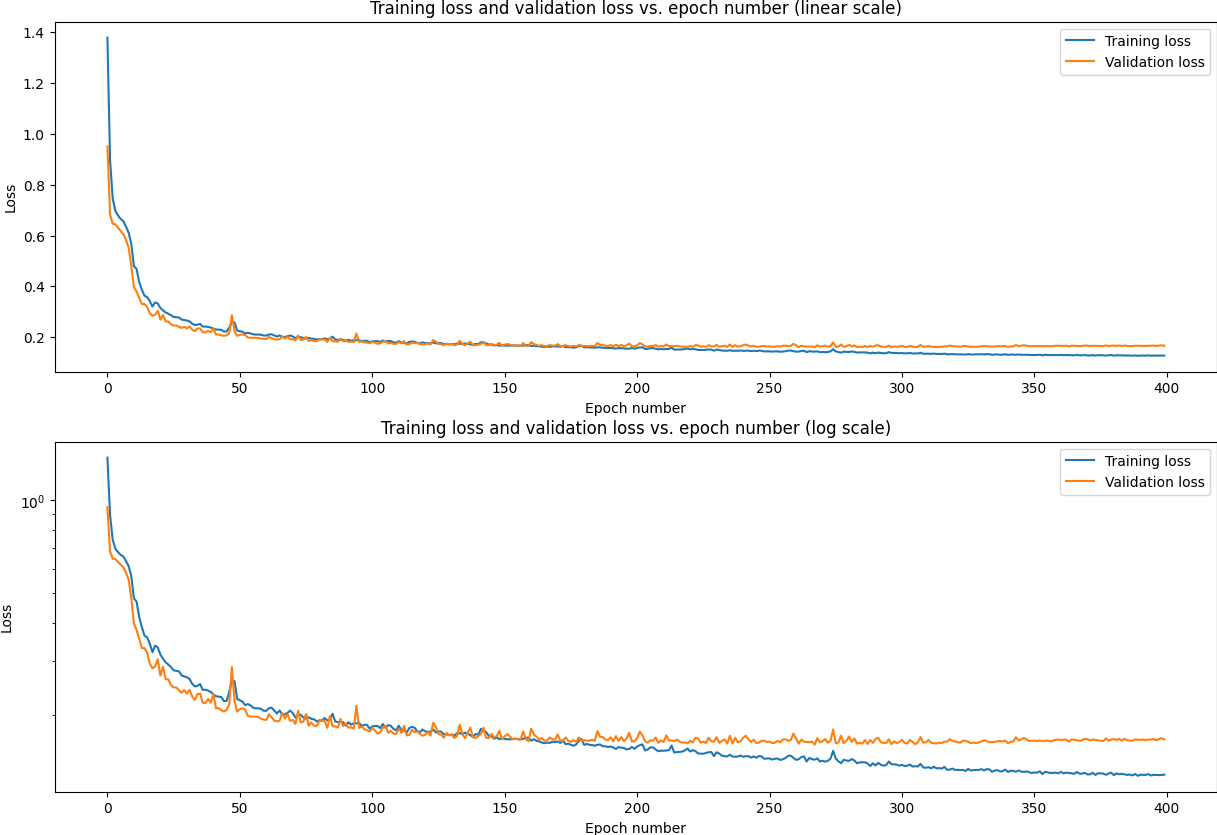 Training loss and validation loss vs. epoch number (linear scale)
1.4
1.2
1.0
0.8
0.6
0.4
0.2
Loss
Training loss
Validation loss
0 50 100 150 200 250 300 350 400
Epoch number
Training loss and validation loss vs. epoch number (log scale)
10⁰
Loss
Training loss
Validation loss
0 50 100 150 200 250 300 350 400
Epoch number